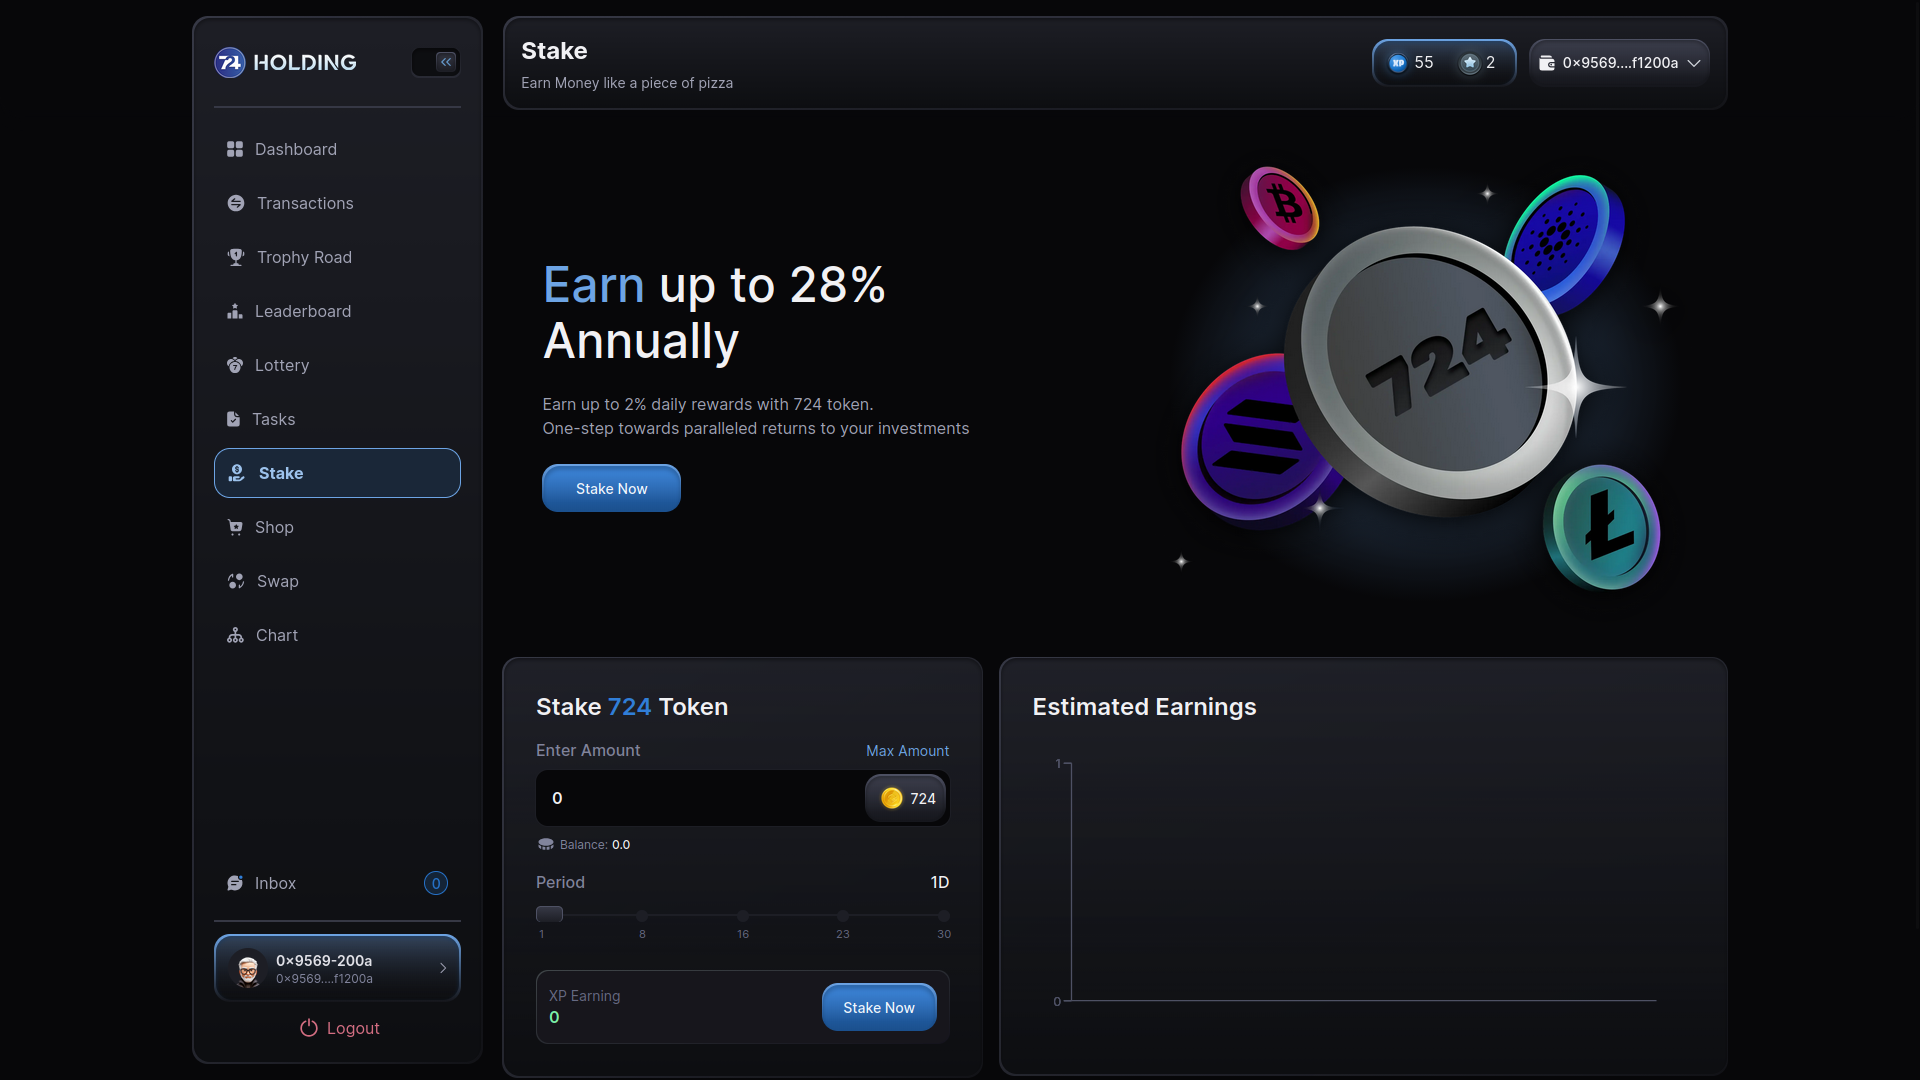 724 HOLDING
Dashboard
Transactions
Trophy Road
Leaderboard
Lottery
Tasks
Stake
Shop
Swap
Chart
Inbox
0
0×9569-200a
0×9569....f1200a
Logout
Stake
Earn Money like a piece of pizza
XP 55
2
0×9569....f1200a
Earn up to 28%
Annually
Earn up to 2% daily rewards with 724 token.
One-step towards paralleled returns to your investments
Stake Now
724
Stake 724 Token
Enter Amount
Max Amount
0
724
Balance: 0.0
Period
1D
1
8
16
23
30
XP Earning
0
Stake Now
Estimated Earnings
1
0